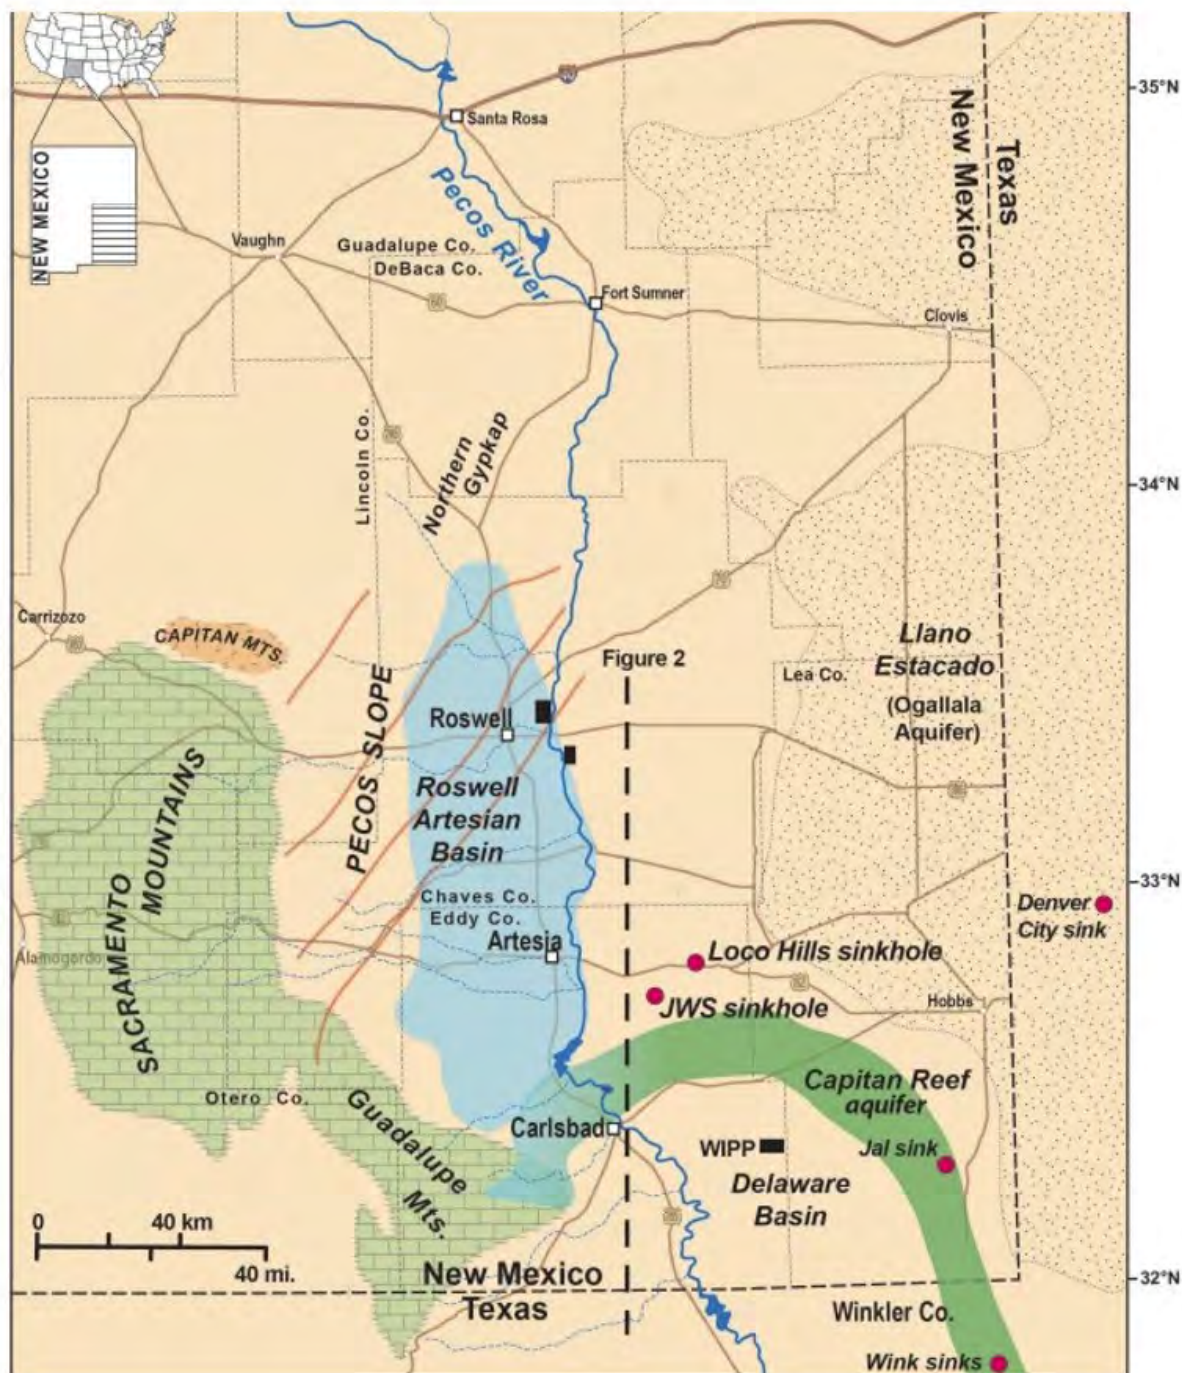 35°N
NEW MEXICO
Santa Rosa
New Mexico
Texas
Pecos River
Vaughn
Guadalupe Co.
DeBaca Co.
60
Fort Sumner
Clovis
Lincoln Co.
Northern
Gypkap
34°N
70
Carrizozo
CAPITAN MTS.
Figure 2
Llano
Estacado
(Ogallala
Aquifer)
Lea Co.
PECOS SLOPE
Roswell
Roswell
Artesian
Basin
SACRAMENTO
MOUNTAINS
33°N
Chaves Co.
Eddy Co.
Artesia
Denver
City sink
Loco Hills sinkhole
Alamogordo
82
JWS sinkhole
Hobbs
Capitan Reef
aquifer
Otero Co.
Guadalupe
Mts.
Carlsbad
WIPP
Jal sink
Delaware
Basin
0 40 km
40 mi.
New Mexico
Texas
32°N
Winkler Co.
Wink sinks